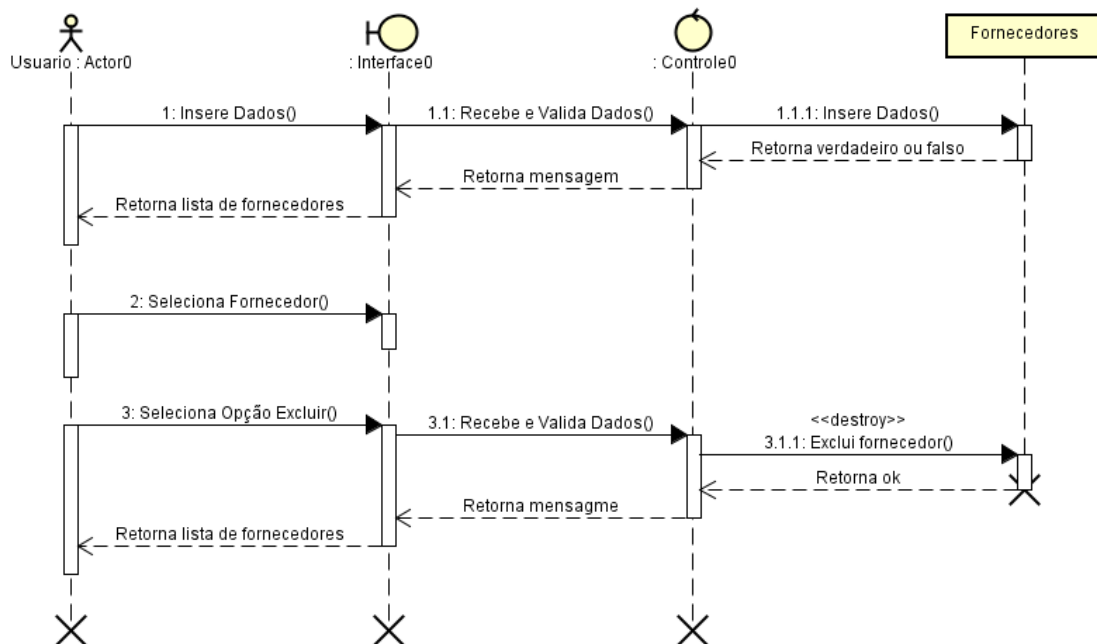 Fornecedores
Usuario : Actor0
: Interface0
: Controle0
1: Insere Dados()
1.1: Recebe e Valida Dados()
1.1.1: Insere Dados()
Retorna verdadeiro ou falso
Retorna mensagem
Retorna lista de fornecedores
2: Seleciona Fornecedor()
3: Seleciona Opção Excluir()
3.1: Recebe e Valida Dados()
<<destroy>>
3.1.1: Exclui fornecedor()
Retorna ok
Retorna mensagme
Retorna lista de fornecedores